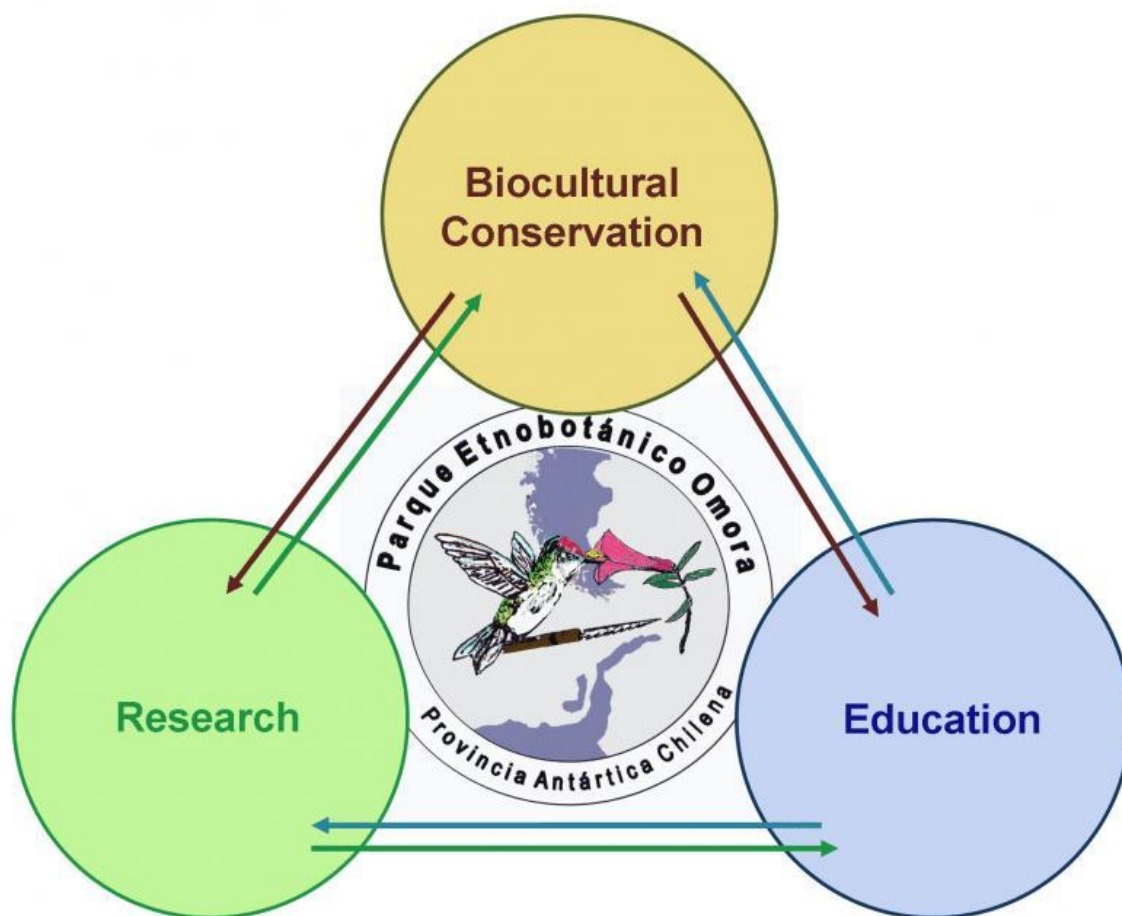 Biocultural
Conservation
Parque Etnobotánico Omora
Research
Education
Provincia Antártica Chilena